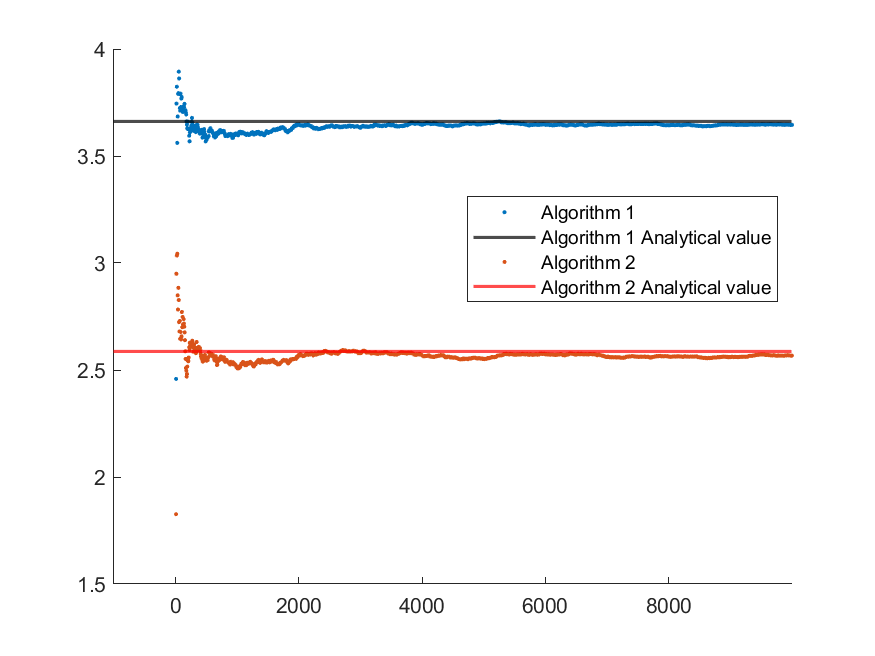 4
3.5
3
2.5
2
1.5
0
2000
4000
6000
8000
Algorithm 1
Algorithm 1 Analytical value
Algorithm 2
Algorithm 2 Analytical value